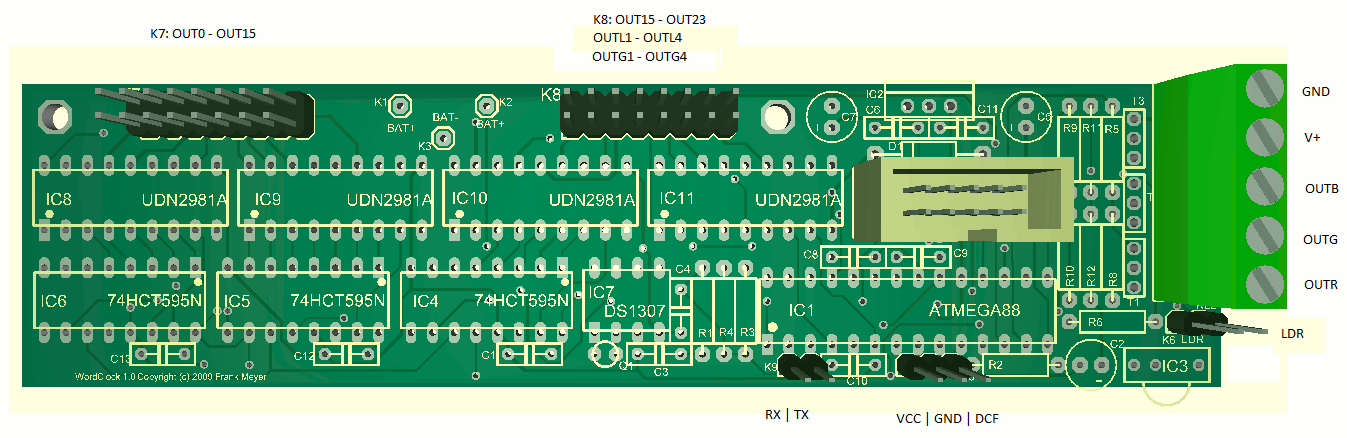 K8: OUT15 - OUT23
K7: OUT0 - OUT15
OUTL1 - OUTL4
OUTG1 - OUTG4
GND
V+
OUTB
OUTG
OUTR
LDR
K8
K1
BAT+
BAT-
K3
K2
BAT+
C7
IC2
C6
C11
D1
R9
R11
R5
T3
IC8
UDN2981A
IC9
UDN2981A
IC10
UDN2981A
IC11
UDN2981A
C8
C9
R10
R12
R8
T1
IC6
74HCT595N
IC5
74HCT595N
IC4
74HCT595N
IC7
DS1307
C4
R1
R4
R3
IC1
ATMEGA88
R6
K6 LDR
C13
C12
C1
Q1
C3
K9
C10
R2
C2
IC3
WordClock 1.0 Copyright (c) 2009 Frank Meyer
RX | TX
VCC | GND | DCF